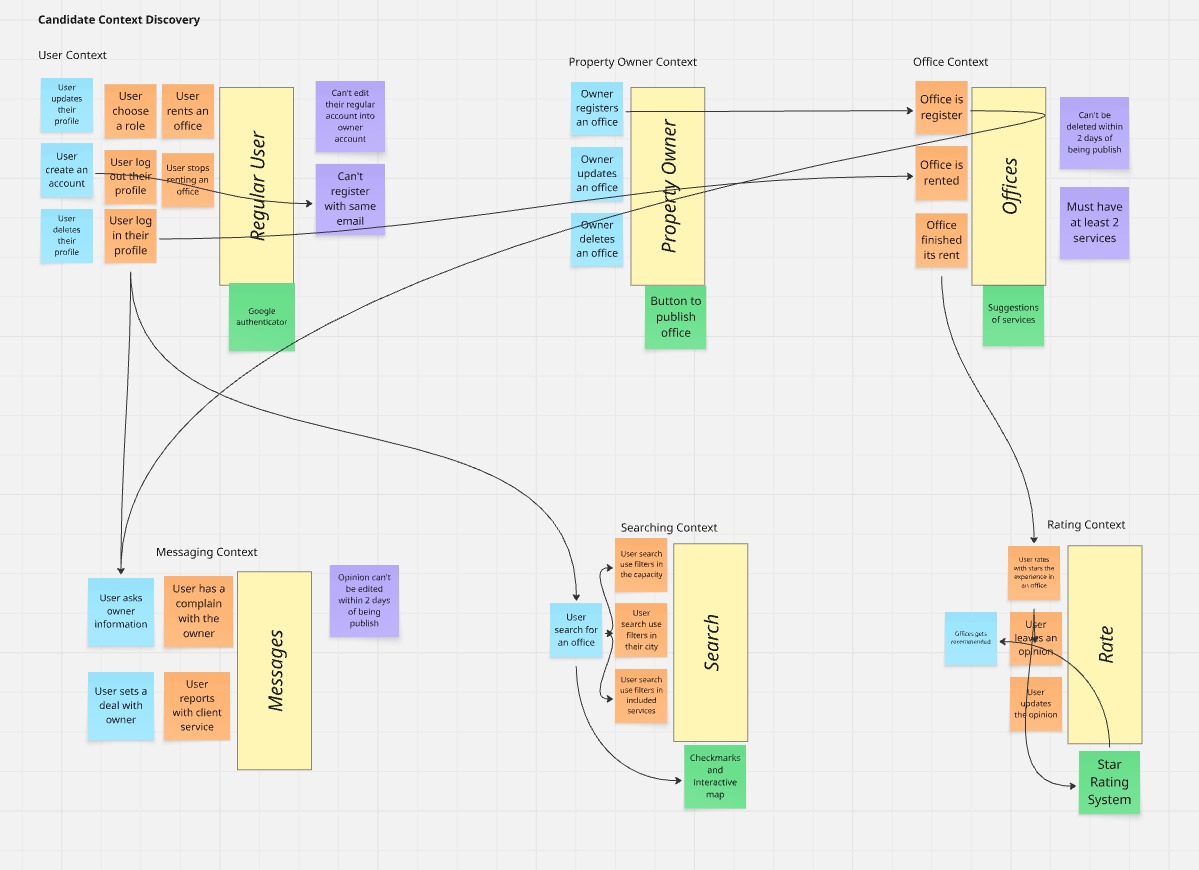 Candidate Context Discovery
User Context
User
updates
their
profile
User
choose
a role
User
rents an
office
User
create an
account
User log
out their
profile
User stops
renting an
office
User
deletes
their
profile
User log
in their
profile
Regular User
Google
authenticator
Can't edit
their regular
account into
owner
account
Can't
register
with same
email
Property Owner Context
Owner
registers
an office
Owner
updates
an office
Owner
deletes
an office
Property Owner
Button to
publish
office
Office Context
Office is
register
Office is
rented
Office
finished
its rent
Offices
Suggestions
of services
Can't be
deleted within
2 days of
being publish
Must have
at least 2
services
Messaging Context
User asks
owner
information
User has a
complain
with the
owner
User sets a
deal with
owner
User
reports
with client
service
Messages
Opinion can't
be edited
within 2 days
of being
publish
Searching Context
User search
use filters in
the capacity
User
search for
an office
User
search use
filters in
their city
User search
use filters in
included
services
Search
Checkmarks
and
interactive
map
Rating Context
User rates
with stars the
experience in
an office
Offices gets
recommended
User
leaves an
opinion
User
updates
the opinion
Rate
Star
Rating
System